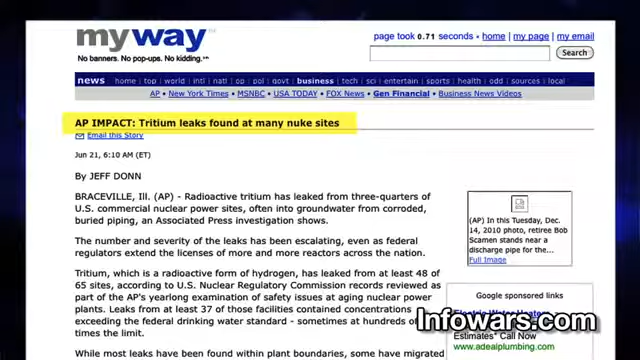 myway
page took 0.71 seconds • home | my page | my email
No banners. No pop-ups. No kidding.
Search
news home | top | world | intl | nat | op | pol | govt | business | tech | sci | entertain | sports | health | odd | sources | local
AP • New York Times • MSNBC • USA TODAY • FOX News • Gen Financial • Business News Videos
AP IMPACT: Tritium leaks found at many nuke sites
Email this Story
Jun 21, 6:10 AM (ET)
By JEFF DONN
BRACEVILLE, Ill. (AP) - Radioactive tritium has leaked from three-quarters of
U.S. commercial nuclear power sites, often into groundwater from corroded,
buried piping, an Associated Press investigation shows.
The number and severity of the leaks has been escalating, even as federal
regulators extend the licenses of more and more reactors across the nation.
Tritium, which is a radioactive form of hydrogen, has leaked from at least 48 of
65 sites, according to U.S. Nuclear Regulatory Commission records reviewed as
part of the AP's yearlong examination of safety issues at aging nuclear power
plants. Leaks from at least 37 of those facilities contained concentrations
exceeding the federal drinking water standard - sometimes at hundreds of
times the limit.
While most leaks have been found within plant boundaries, some have migrated
(AP) In this Tuesday, Dec.
14, 2010 photo, retiree Bob
Scamen stands near a
discharge pipe for the...
Full Image
Google sponsored links
Electric Water Heaters
Estimates Call Now
www.adealplumbing.com
Infowars.com